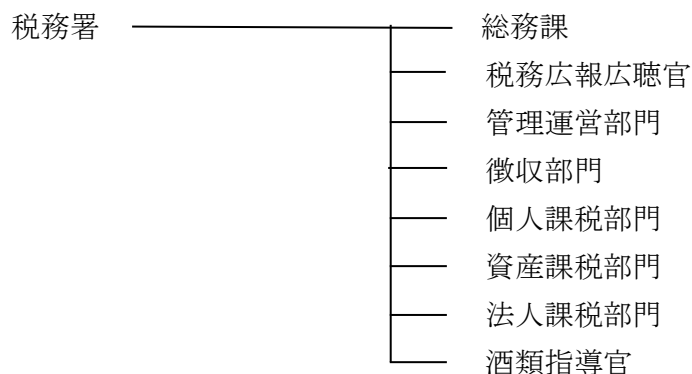 税務署
総務課
税務広報広聴官
管理運営部門
徴収部門
個人課税部門
資産課税部門
法人課税部門
酒類指導官